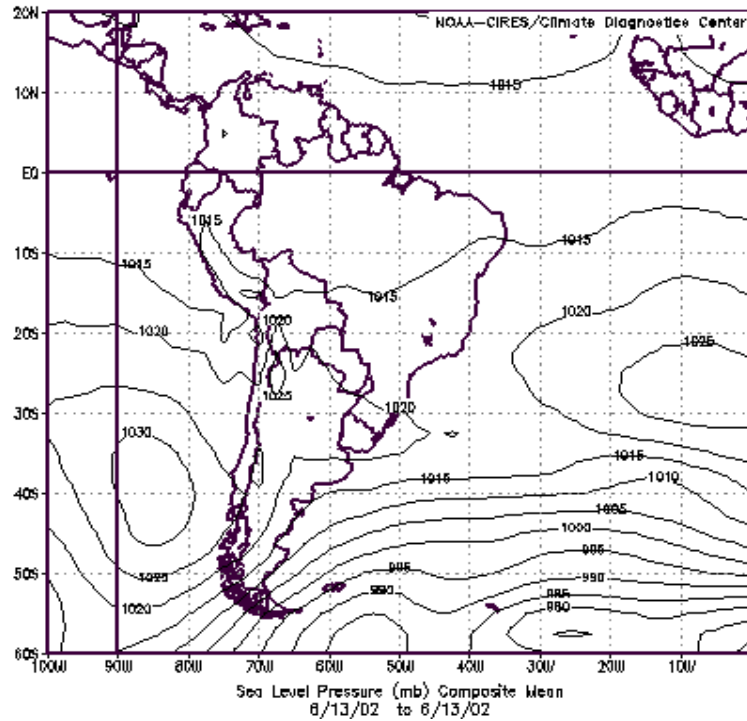 NOAA-CIRES/Climate Diagnostics Center
20N
1015
10N
EQ
1015
1015
10S
1015
1015
1020
1020
1020
20S
1025
1025
1020
30S
1030
1015
1015
1010
40S
1005
1000
995
995
50S
1025
990
990
1020
985
980
60S
100W 90W 80W 70W 60W 50W 40W 30W 20W 10W
Sea Level Pressure (mb) Composite Mean
6/13/02 to 6/13/02